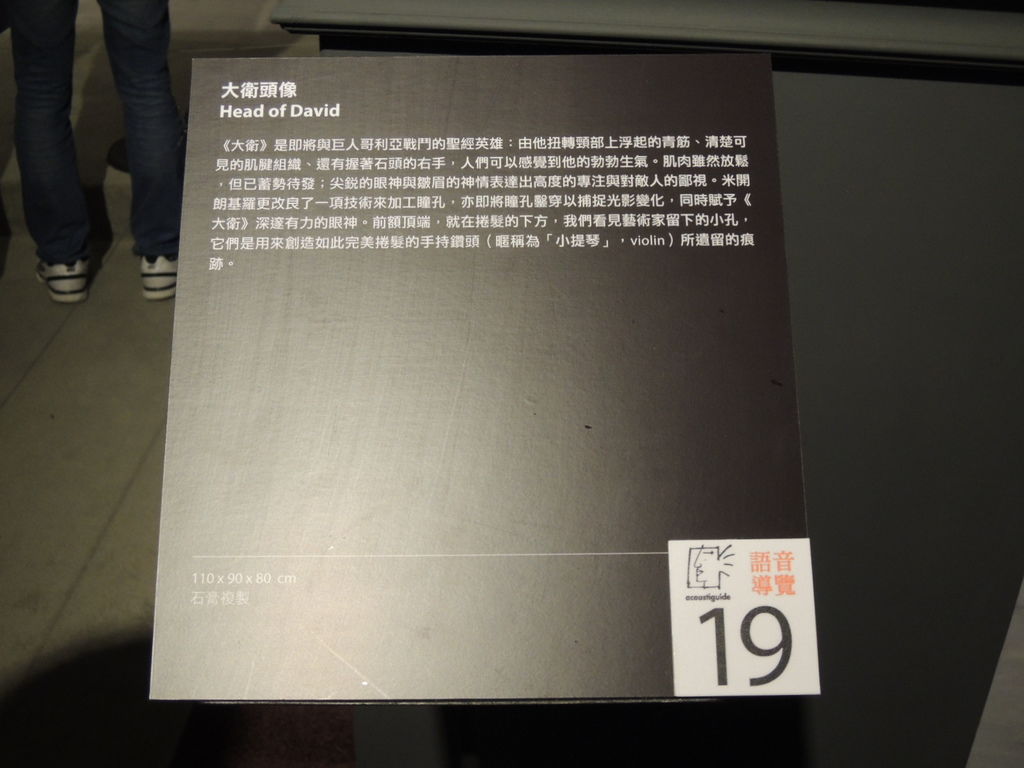 大衛頭像
Head of David
《大衛》是即將與巨人哥利亞戰鬥的聖經英雄：由他扭轉頸部上浮起的青筋、清楚可
見的肌腱組織、還有握著石頭的右手，人們可以感覺到他的勃勃生氣。肌肉雖然放鬆
，但已蓄勢待發；尖銳的眼神與皺眉的神情表達出高度的專注與對敵人的鄙視。米開
朗基羅更改良了一項技術來加工瞳孔，亦即將瞳孔鑿穿以捕捉光影變化，同時賦予《
大衛》深邃有力的眼神。前額頂端，就在捲髮的下方，我們看見藝術家留下的小孔，
它們是用來創造如此完美捲髮的手持鑽頭（暱稱為「小提琴」，violin）所遺留的痕
跡。
110 x 90 x 80 cm
石膏複製
語音
導覽
acoustiguide
19